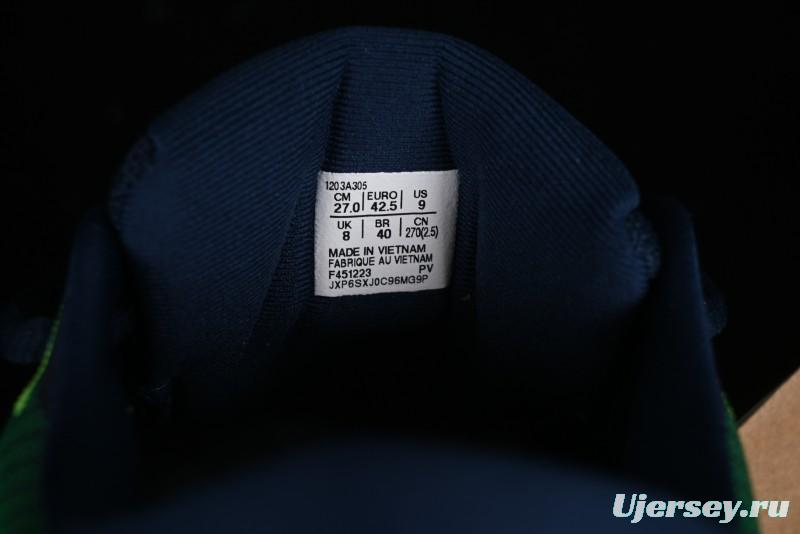 1203A305
CM EURO US
27.0 42.5 9
UK BR CN
8 40 270(2.5)
MADE IN VIETNAM
FABRIQUE AU VIETNAM
F451223 PV
JXP6SXJ0C96MG9P
Ujersey.ru